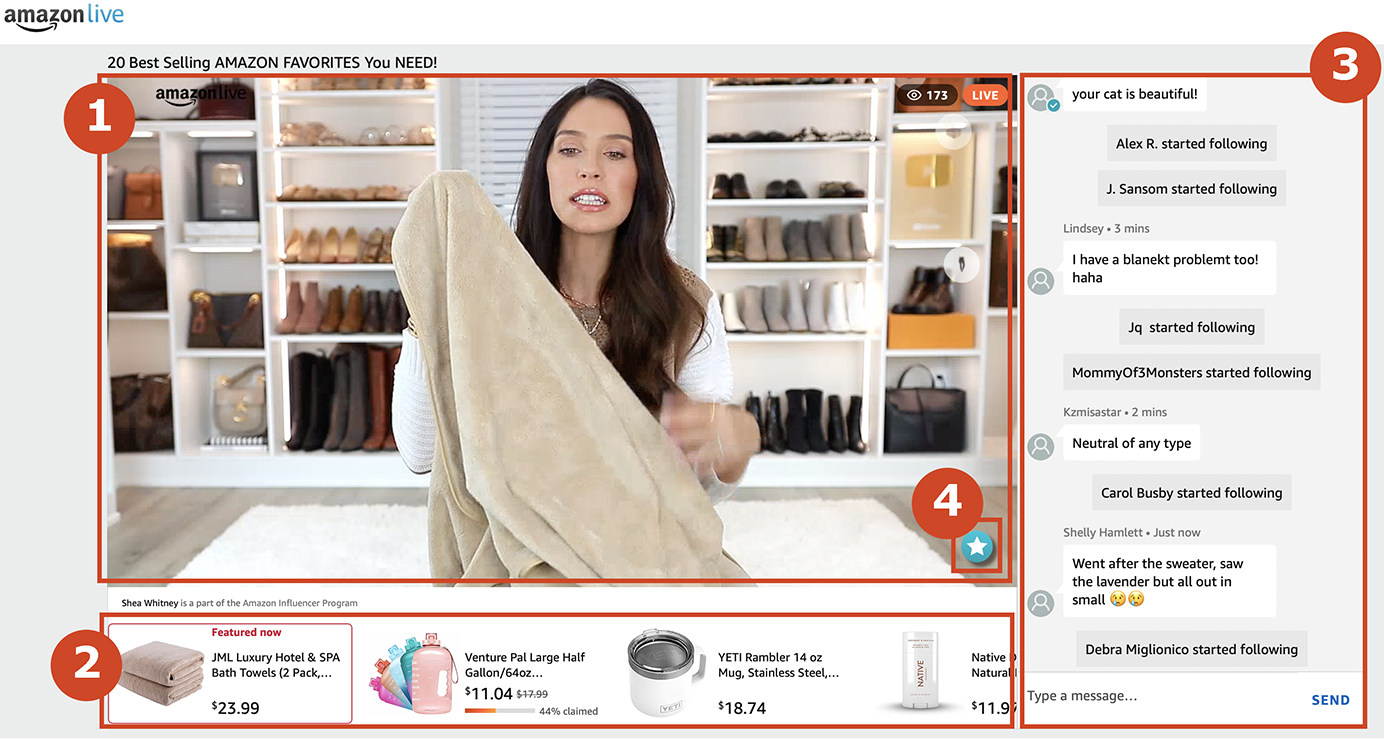 amazon live
20 Best Selling AMAZON FAVORITES You NEED!
1
amazonlive
173
LIVE
4
Shea Whitney is a part of the Amazon Influencer Program
2
Featured now
JML Luxury Hotel & SPA
Bath Towels (2 Pack,...
$23.99
Venture Pal Large Half
Gallon/64oz...
$11.04 $17.99
44% claimed
YETI
YETI Rambler 14 oz
Mug, Stainless Steel,...
$18.74
NATIVE
Native D
Natural
$11.97
3
your cat is beautiful!
Alex R. started following
J. Sansom started following
Lindsey • 3 mins
I have a blanekt problemt too!
haha
Jq started following
MommyOf3Monsters started following
Kzmisastar • 2 mins
Neutral of any type
Carol Busby started following
Shelly Hamlett • Just now
Went after the sweater, saw
the lavender but all out in
small 😢😢
Debra Miglionico started following
Type a message...
SEND